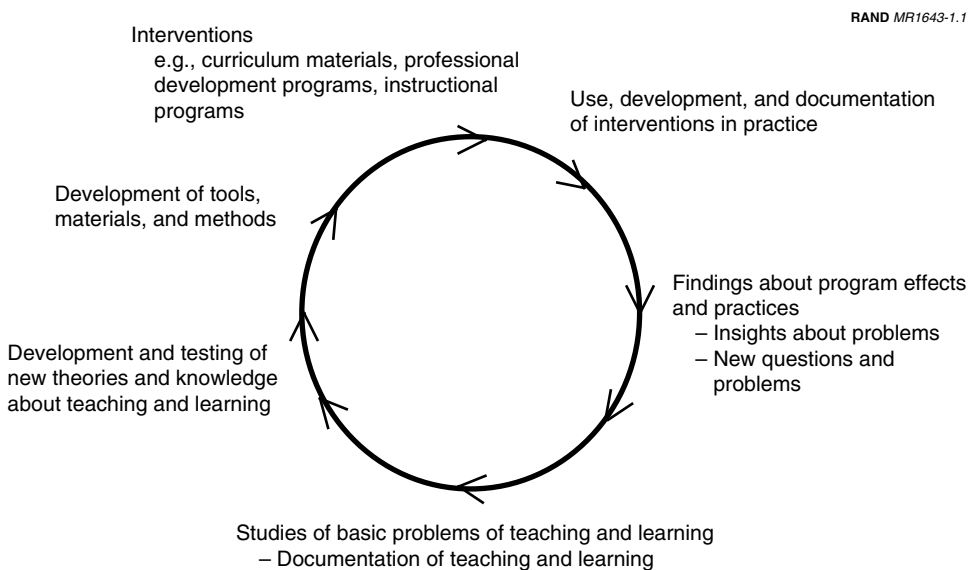 RAND MR1643-1.1
Interventions
e.g., curriculum materials, professional
development programs, instructional
programs
Use, development, and documentation
of interventions in practice
Findings about program effects
and practices
– Insights about problems
– New questions and
problems
Studies of basic problems of teaching and learning
– Documentation of teaching and learning
Development and testing of
new theories and knowledge
about teaching and learning
Development of tools,
materials, and methods